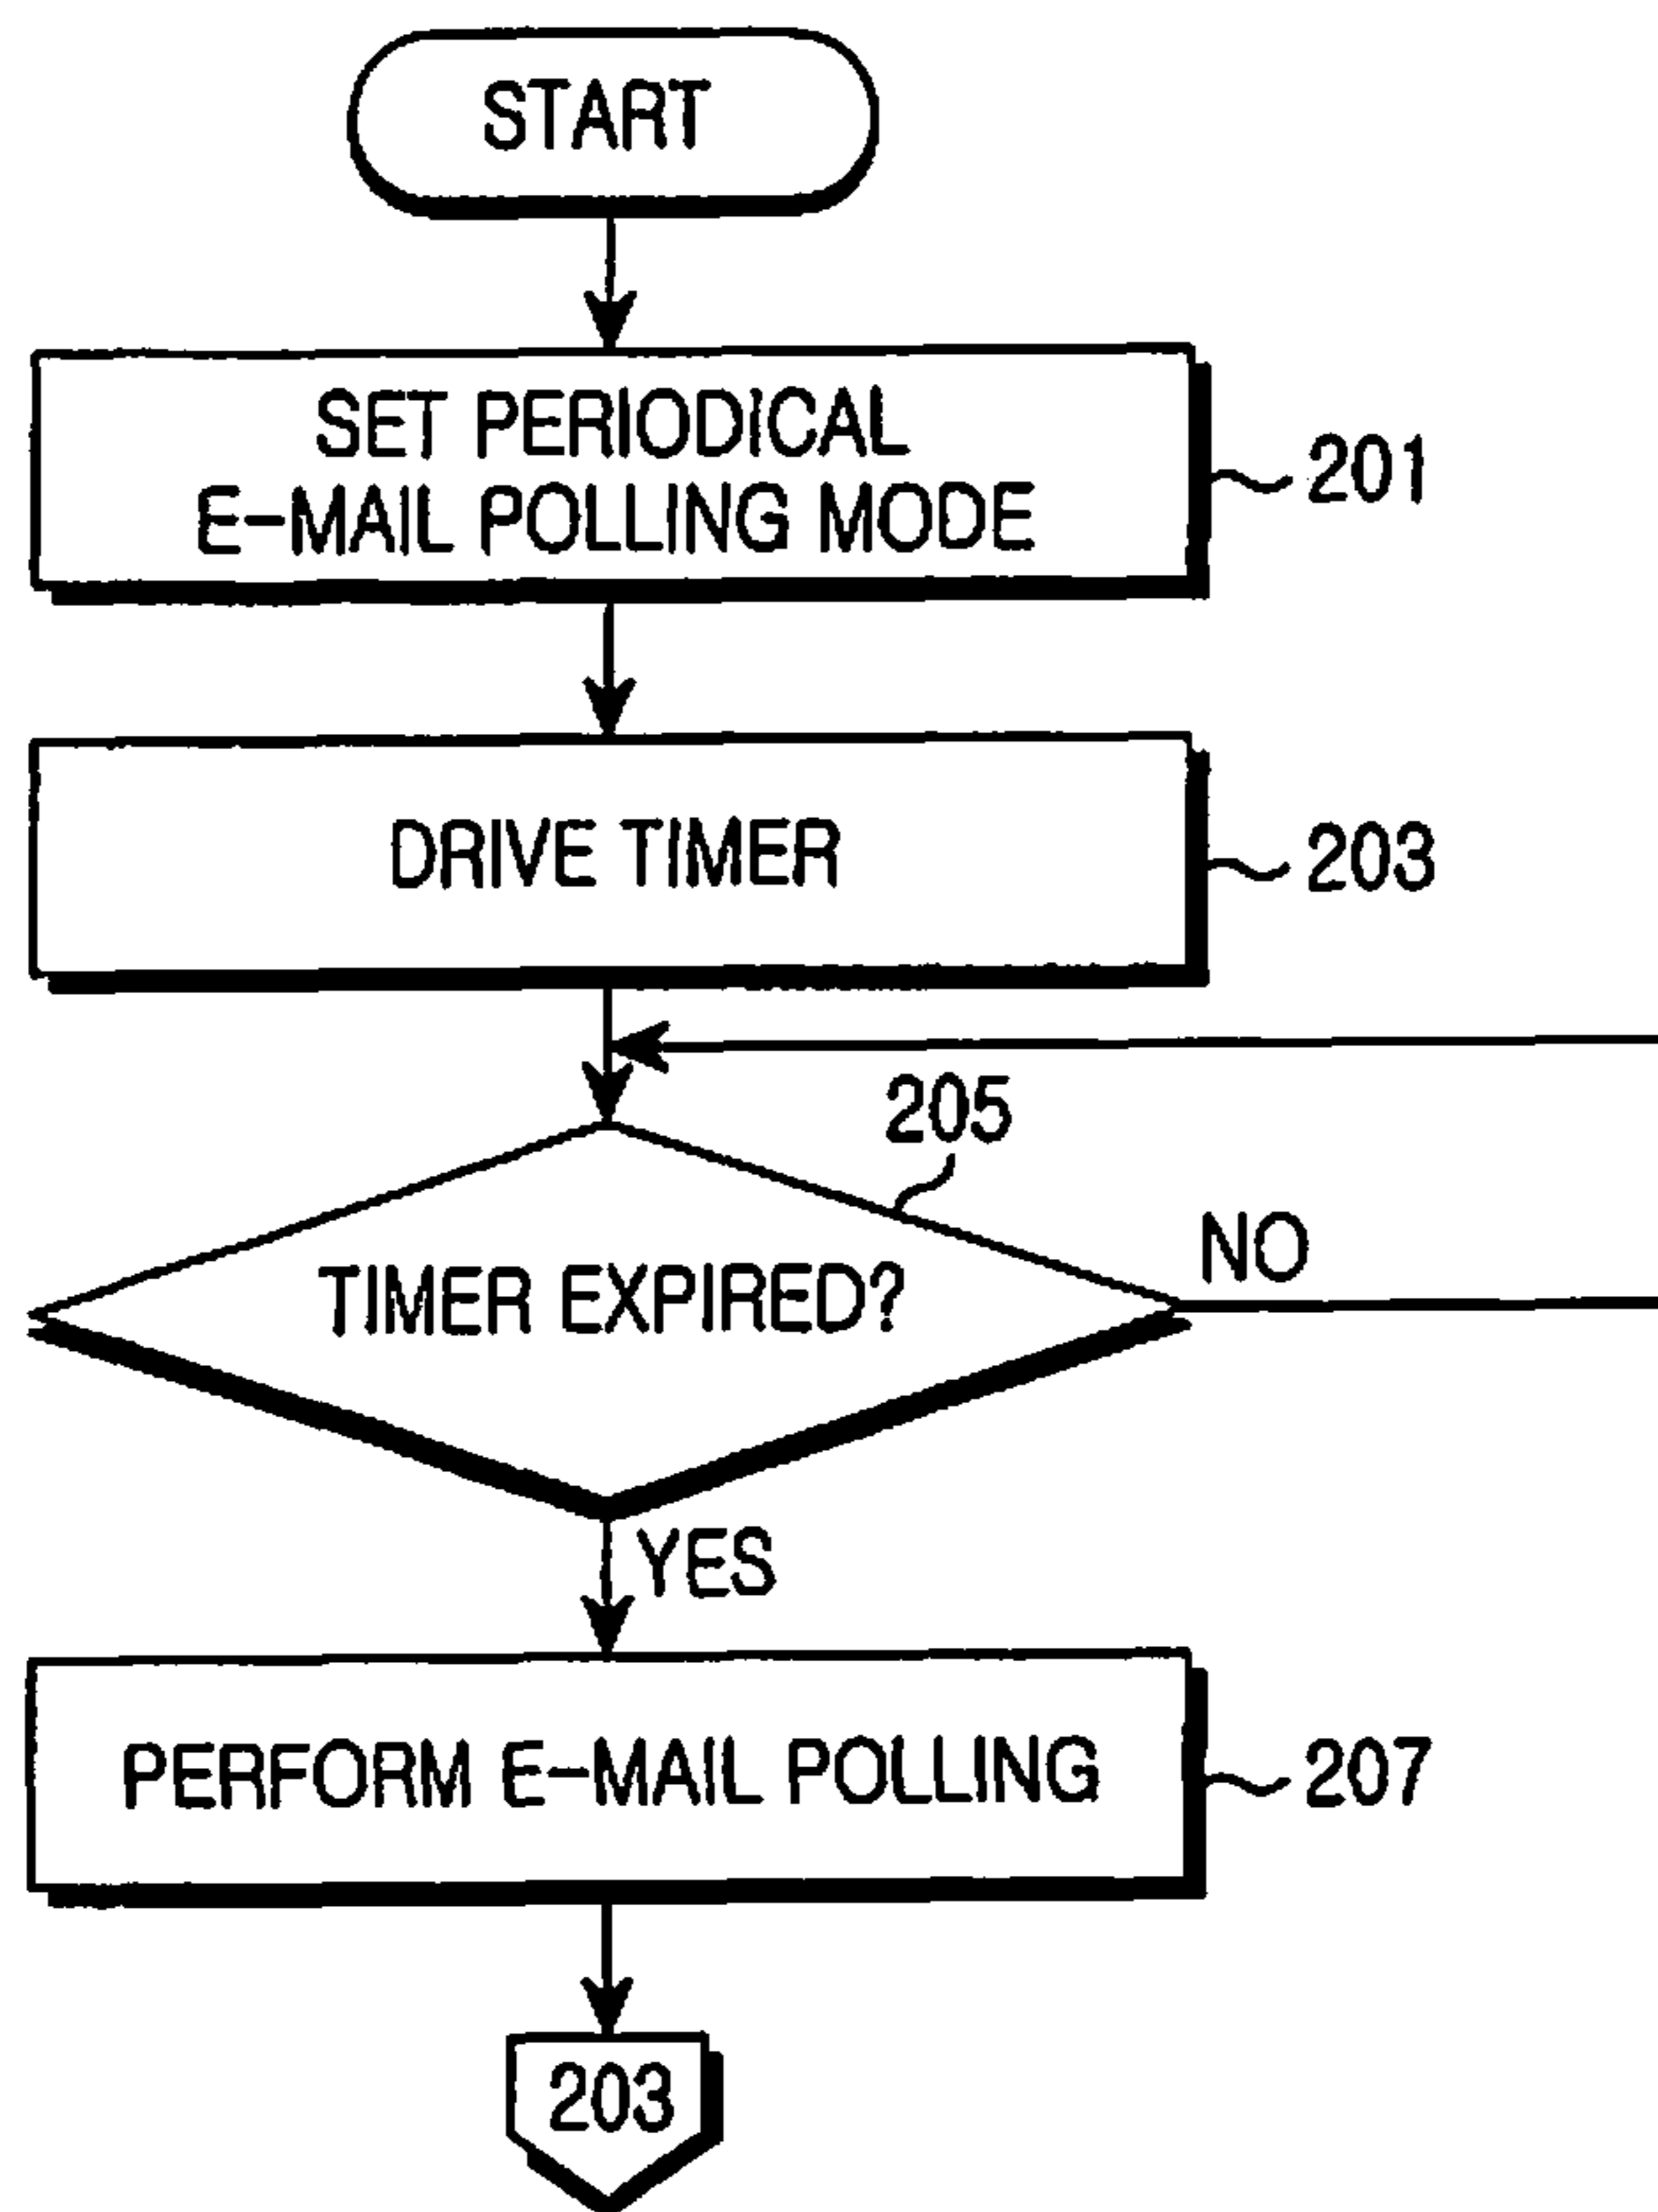 START
SET PERIODICAL
E-MAIL POLLING MODE
201
DRIVE TIMER
203
205
TIMER EXPIRED?
NO
YES
PERFORM E-MAIL POLLING
207
203